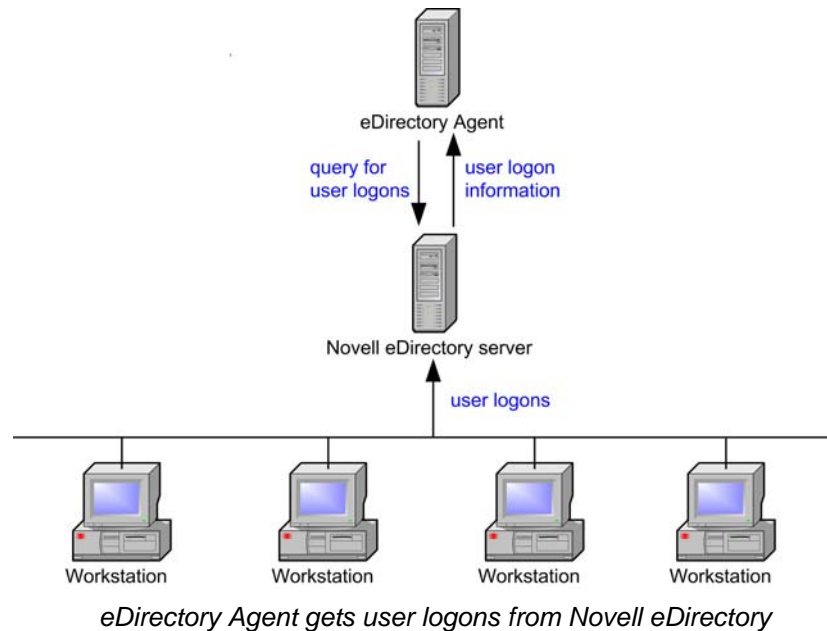 eDirectory Agent
query for
user logons
user logon
information
Novell eDirectory server
user logons
Workstation
Workstation
Workstation
Workstation
eDirectory Agent gets user logons from Novell eDirectory